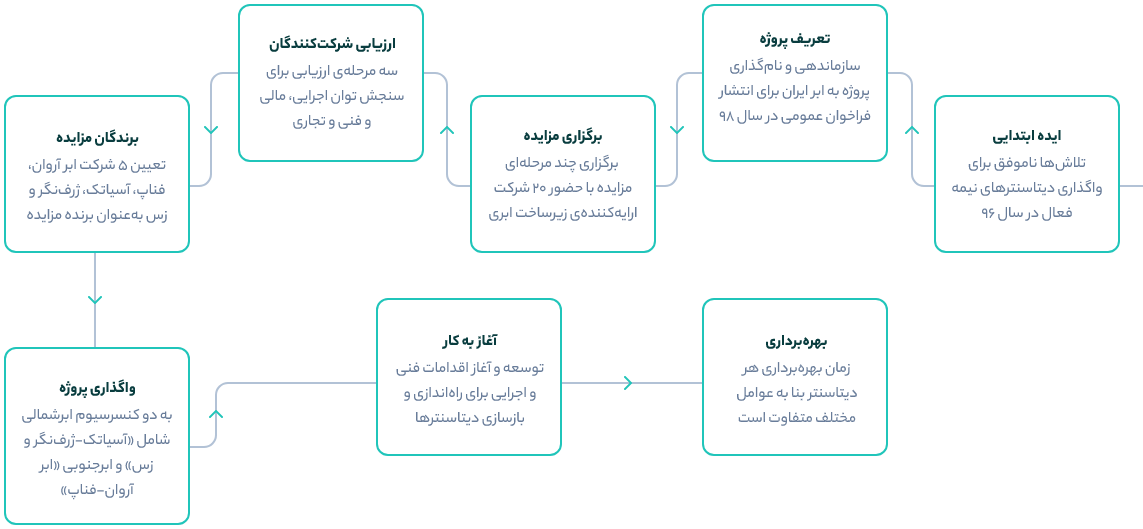 ایده ابتدایی
تلاش‌ها ناموفق برای
واگذاری دیتاسنترهای نیمه
فعال در سال ۹۶
تعریف پروژه
سازماندهی و نام‌گذاری
پروژه به ابر ایران برای انتشار
فراخوان عمومی در سال ۹۸
برگزاری مزایده
برگزاری چند مرحله‌ای
مزایده با حضور ۲۰ شرکت
ارایه‌کننده‌ی زیرساخت ابری
ارزیابی شرکت‌کنندگان
سه مرحله‌ی ارزیابی برای
سنجش توان اجرایی، مالی
و فنی و تجاری
برندگان مزایده
تعیین ۵ شرکت ابر آروان،
فناپ، آسیاتک، ژرف‌نگر و
زس به‌عنوان برنده مزایده
واگذاری پروژه
به دو کنسرسیوم ابرشمالی
شامل «آسیاتک-ژرف‌نگر و
زس» و ابرجنوبی «ابر
آروان-فناپ»
آغاز به کار
توسعه و آغاز اقدامات فنی
و اجرایی برای راه‌اندازی و
بازسازی دیتاسنترها
بهره‌برداری
زمان بهره‌برداری هر
دیتاسنتر بنا به عوامل
مختلف متفاوت است